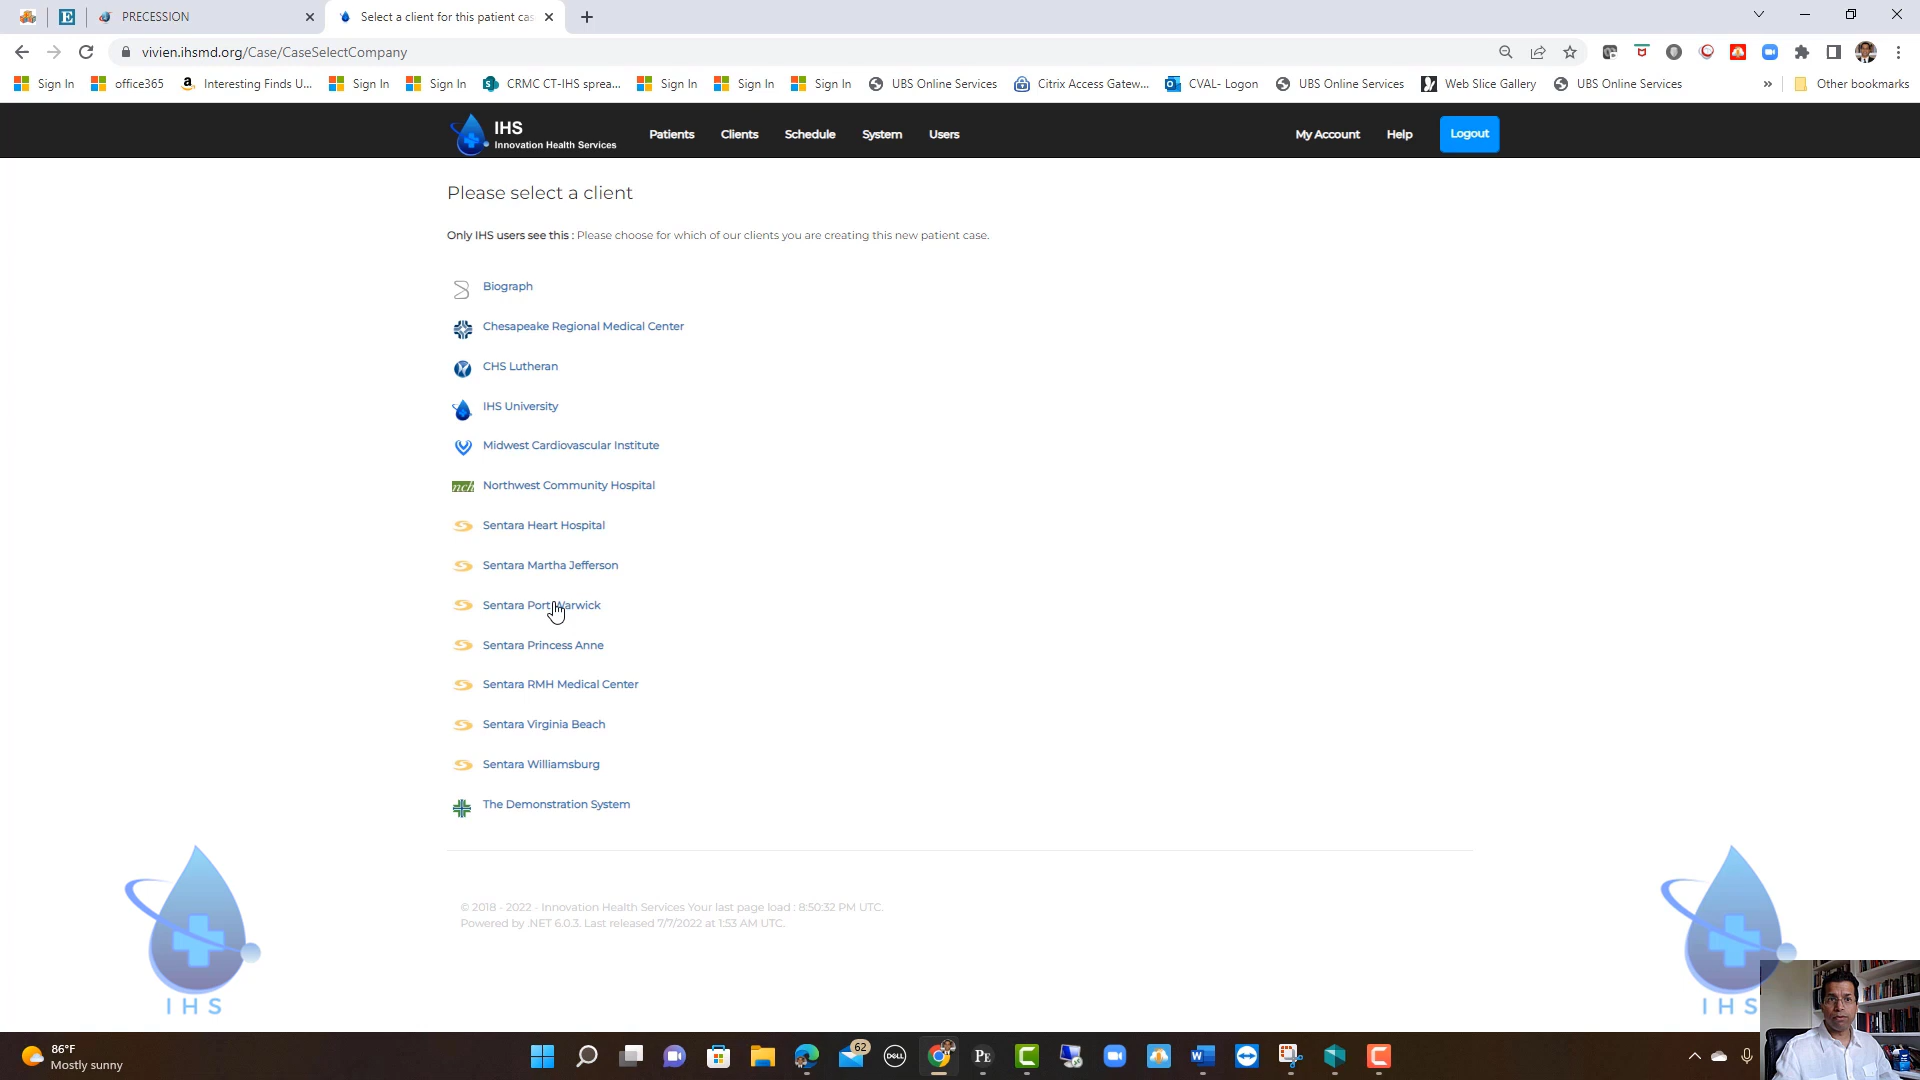 PRECESSION
Select a client for this patient cas
vivien.ihsmd.org/Case/CaseSelectCompany
Sign In office365 Interesting Finds U... Sign In Sign In CRMC CT-IHS sprea... Sign In Sign In Sign In UBS Online Services Citrix Access Gatew... CVAL- Logon UBS Online Services Web Slice Gallery UBS Online Services » Other bookmarks
IHS
Innovation Health Services
Patients Clients Schedule System Users My Account Help Logout
Please select a client
Only IHS users see this : Please choose for which of our clients you are creating this new patient case.
Biograph
Chesapeake Regional Medical Center
CHS Lutheran
IHS University
Midwest Cardiovascular Institute
nch Northwest Community Hospital
Sentara Heart Hospital
Sentara Martha Jefferson
Sentara Port Warwick
Sentara Princess Anne
Sentara RMH Medical Center
Sentara Virginia Beach
Sentara Williamsburg
The Demonstration System
© 2018 - 2022 - Innovation Health Services Your last page load : 8:50:32 PM UTC.
Powered by .NET 6.0.3. Last released 7/7/2022 at 1:53 AM UTC.
IHS
IHS
86°F
Mostly sunny
62
DELL
PE